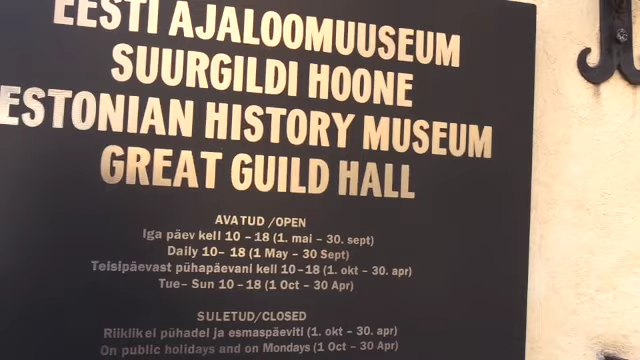 EESTI AJALOOMUUSEUM
SUURGILDI HOONE
ESTONIAN HISTORY MUSEUM
GREAT GUILD HALL
AVATUD /OPEN
Iga päev kell 10 – 18 (1. mai – 30. sept)
Daily 10– 18 (1 May – 30 Sept)
Teisipäevast pühapäevani kell 10 – 18 (1. okt – 30. apr)
Tue– Sun 10 – 18 (1 Oct – 30 Apr)
SULETUD/CLOSED
Riiklikel pühadel ja esmaspäeviti (1. okt – 30. apr)
On public holidays and on Mondays (1 Oct – 30 Apr)